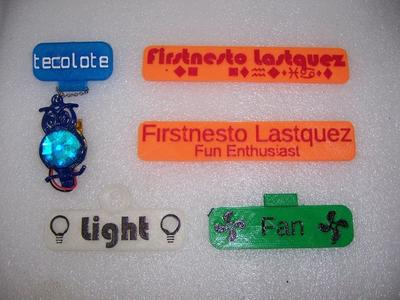 tecolote
Firstnesto Lastquez
Firstnesto Lastquez
Fun Enthusiast
Light
Fan